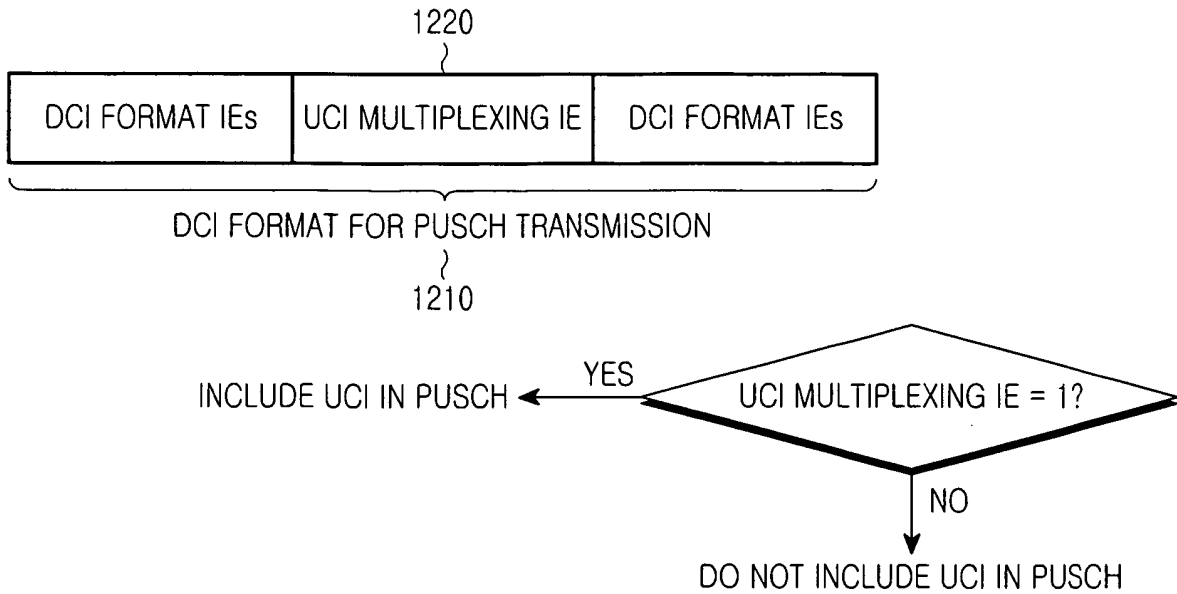 1220
DCI FORMAT IEs UCI MULTIPLEXING IE DCI FORMAT IEs
DCI FORMAT FOR PUSCH TRANSMISSION
1210
INCLUDE UCI IN PUSCH YES UCI MULTIPLEXING IE = 1?
NO
DO NOT INCLUDE UCI IN PUSCH